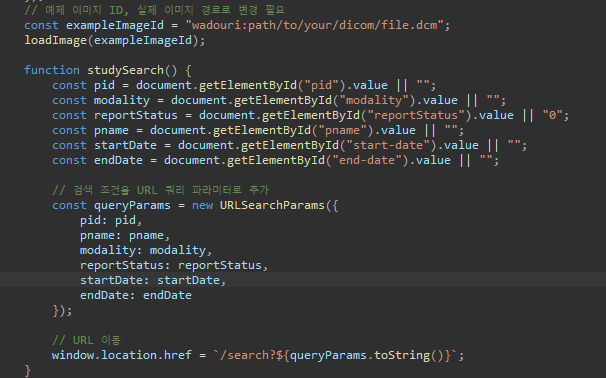 // 예제 이미지 ID, 실제 이미지 경로로 변경 필요
const exampleImageId = "wadouri:path/to/your/dicom/file.dcm";
loadImage(exampleImageId);
function studySearch() {
const pid = document.getElementById("pid").value || "";
const modality = document.getElementById("modality").value || "";
const reportStatus = document.getElementById("reportStatus").value || "0";
const pname = document.getElementById("pname").value || "";
const startDate = document.getElementById("start-date").value || "";
const endDate = document.getElementById("end-date").value || "";
// 검색 조건을 URL 쿼리 파라미터로 추가
const queryParams = new URLSearchParams({
pid: pid,
pname: pname,
modality: modality,
reportStatus: reportStatus,
startDate: startDate,
endDate: endDate
});
// URL 이동
window.location.href = `/search?${queryParams.toString()}`;
}